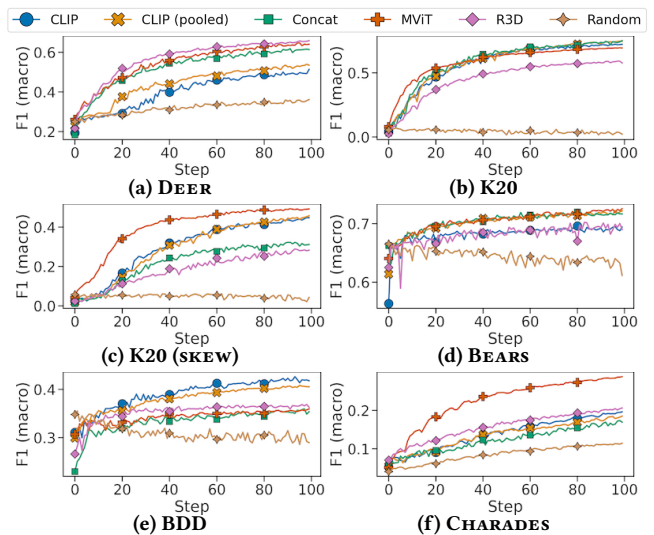 CLIP CLIP (pooled) Concat MViT R3D Random
F1 (macro)
0.6
0.4
0.2
0 20 40 60 80 100
Step
(a) DEER
F1 (macro)
0.5
0.0
0 20 40 60 80 100
Step
(b) K20
F1 (macro)
0.4
0.2
0.0
0 20 40 60 80 100
Step
(c) K20 (SKEW)
F1 (macro)
0.7
0.6
0 20 40 60 80 100
Step
(d) BEARS
F1 (macro)
0.4
0.3
0 20 40 60 80 100
Step
(e) BDD
F1 (macro)
0.2
0.1
0 20 40 60 80 100
Step
(f) CHARADES